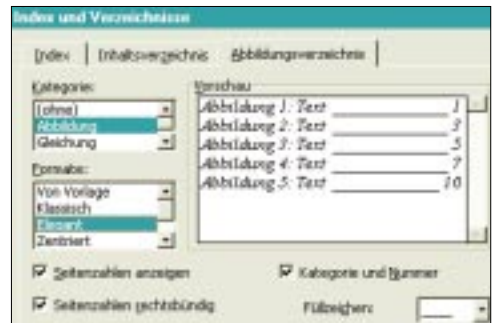 Index und Verzeichnisse
Index Inhaltsverzeichnis Abbildungsverzeichnis
Kategorie: Vorschau
(ohne)
Abbildung
Gleichung
Abbildung 1: Text 1
Abbildung 2: Text 3
Abbildung 3: Text 5
Abbildung 4: Text 7
Abbildung 5: Text 10
Formate:
Von Vorlage
Klassisch
Elegant
Zentriert
Seitenzahlen anzeigen Kategorie und Nummer
Seitenzahlen rechtsbündig Füllzeichen: